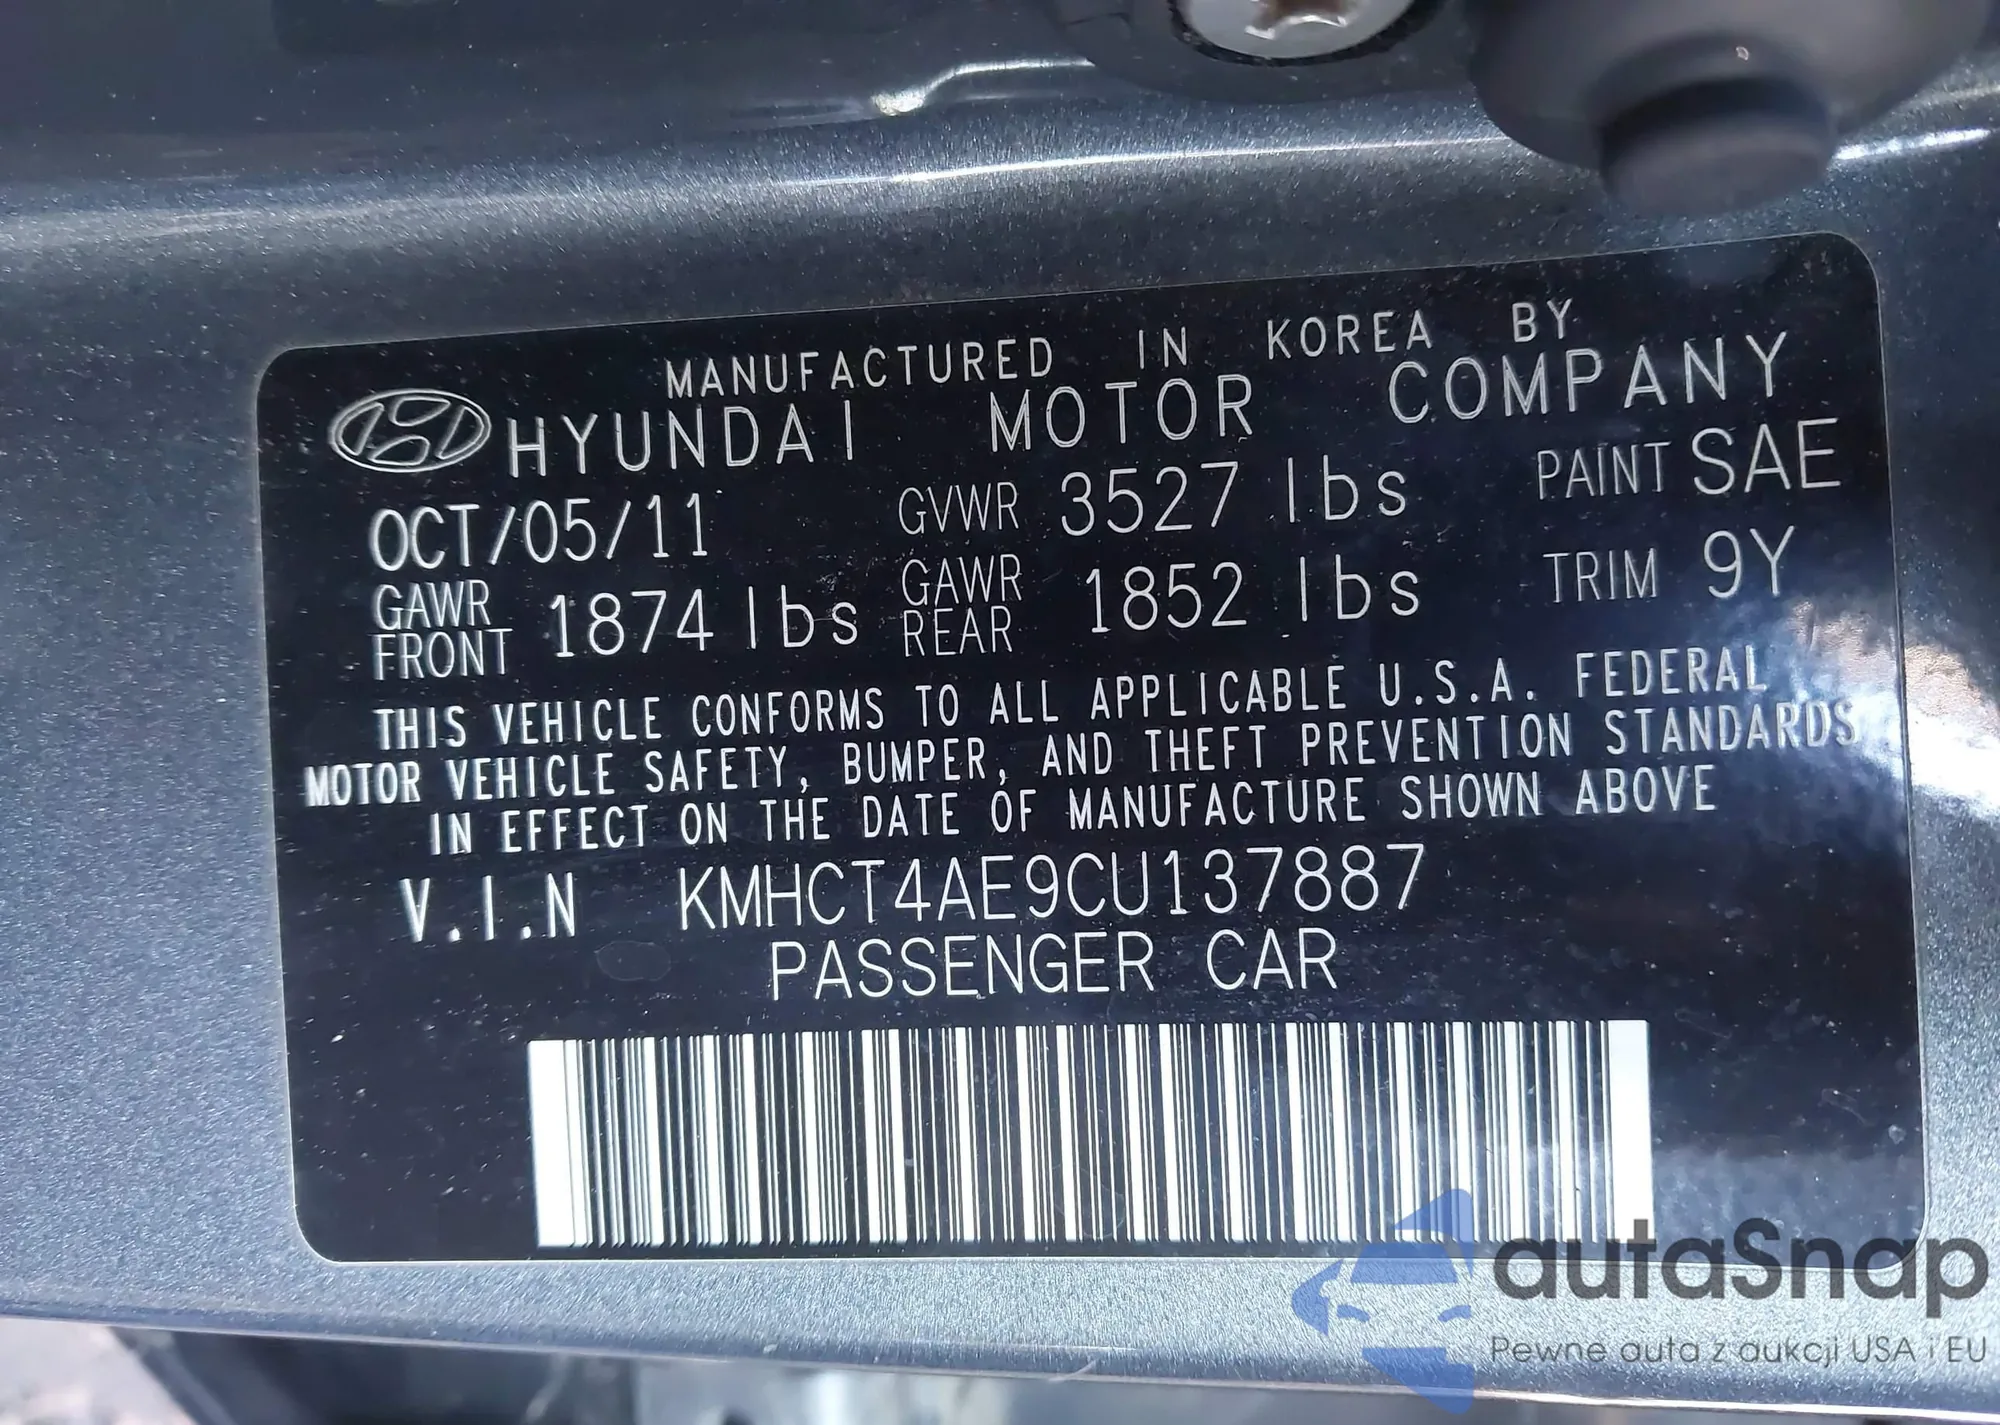 MANUFACTURED IN KOREA BY
HYUNDAI MOTOR COMPANY
OCT/05/11 GVWR 3527 lbs PAINT SAE
GAWR FRONT 1874 lbs GAWR REAR 1852 lbs TRIM 9Y
THIS VEHICLE CONFORMS TO ALL APPLICABLE U.S.A. FEDERAL
MOTOR VEHICLE SAFETY, BUMPER, AND THEFT PREVENTION STANDARDS
IN EFFECT ON THE DATE OF MANUFACTURE SHOWN ABOVE
V.I.N KMHCT4AE9CU137887
PASSENGER CAR
autaSnap
Pewne auta z aukcji USA i EU